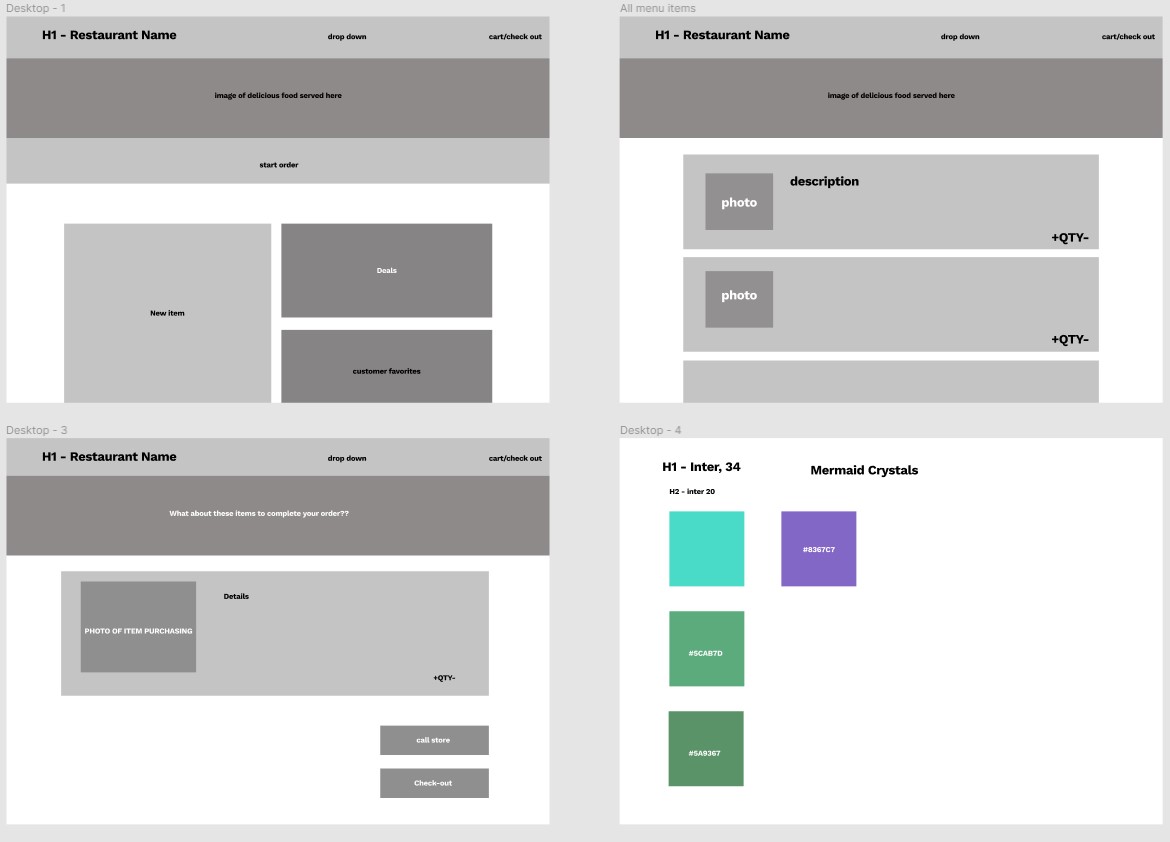 Desktop - 1
H1 - Restaurant Name
drop down
cart/check out
image of delicious food served here
start order
New item
Deals
customer favorites
All menu items
H1 - Restaurant Name
drop down
cart/check out
image of delicious food served here
photo
description
+QTY-
photo
+QTY-
Desktop - 3
H1 - Restaurant Name
drop down
cart/check out
What about these items to complete your order??
PHOTO OF ITEM PURCHASING
Details
+QTY-
call store
Check-out
Desktop - 4
H1 - Inter, 34
Mermaid Crystals
H2 - inter 20
#8367C7
#5CAB7D
#5A9367